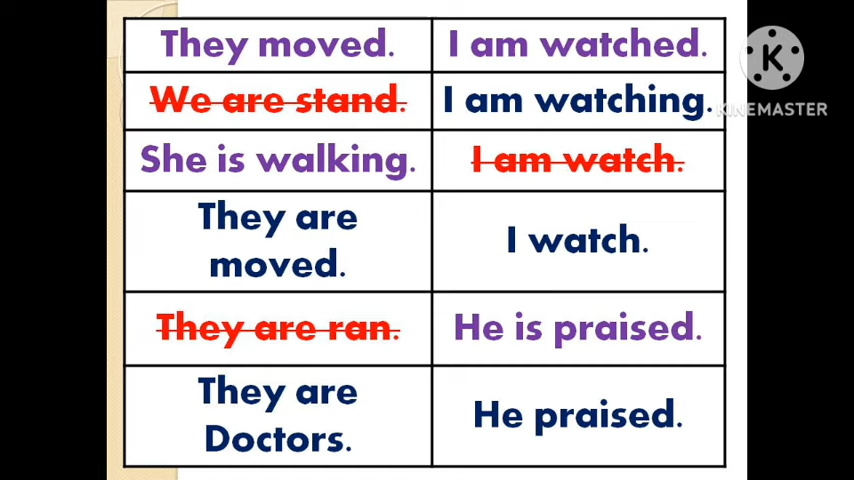 They moved.
I am watched.
We are stand.
I am watching.
She is walking.
I am watch.
They are
moved.
I watch.
They are ran.
He is praised.
They are
Doctors.
He praised.
K
KINEMASTER